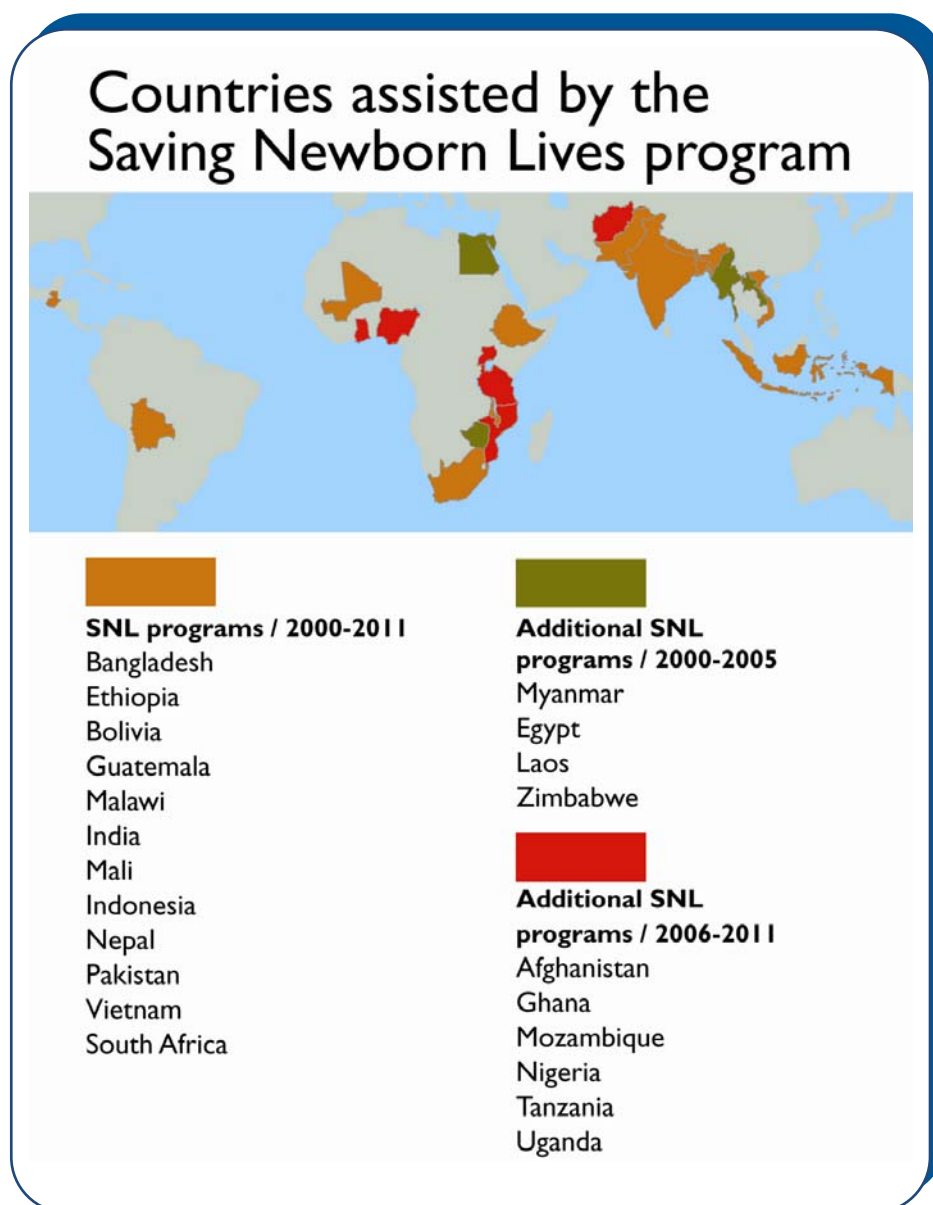 Countries assisted by the
Saving Newborn Lives program
SNL programs / 2000-2011
Bangladesh
Ethiopia
Bolivia
Guatemala
Malawi
India
Mali
Indonesia
Nepal
Pakistan
Vietnam
South Africa
Additional SNL
programs / 2000-2005
Myanmar
Egypt
Laos
Zimbabwe
Additional SNL
programs / 2006-2011
Afghanistan
Ghana
Mozambique
Nigeria
Tanzania
Uganda